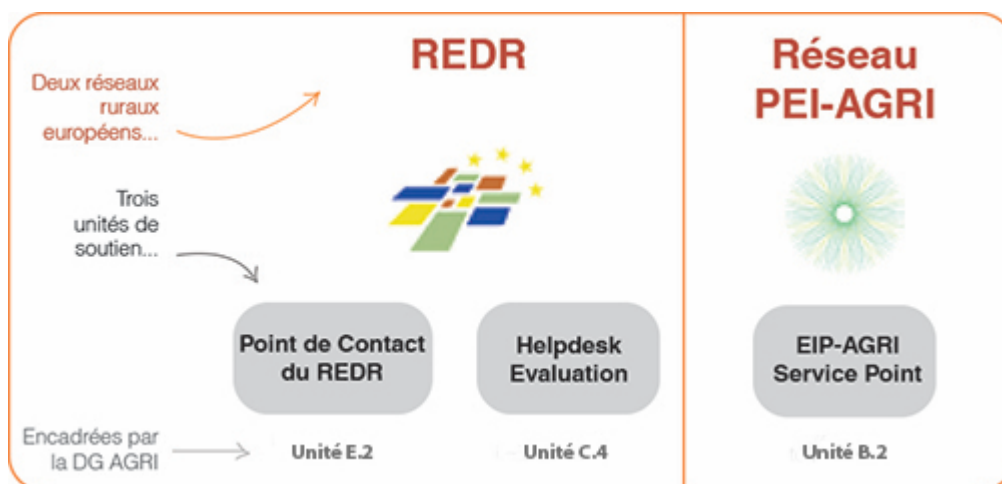 REDR
Réseau
PEI-AGRI
Deux réseaux
ruraux
européens...
Trois
unités de
soutien...
Point de Contact
du REDR
Helpdesk
Evaluation
EIP-AGRI
Service Point
Encadrées par
la DG AGRI
Unité E.2
Unité C.4
Unité B.2